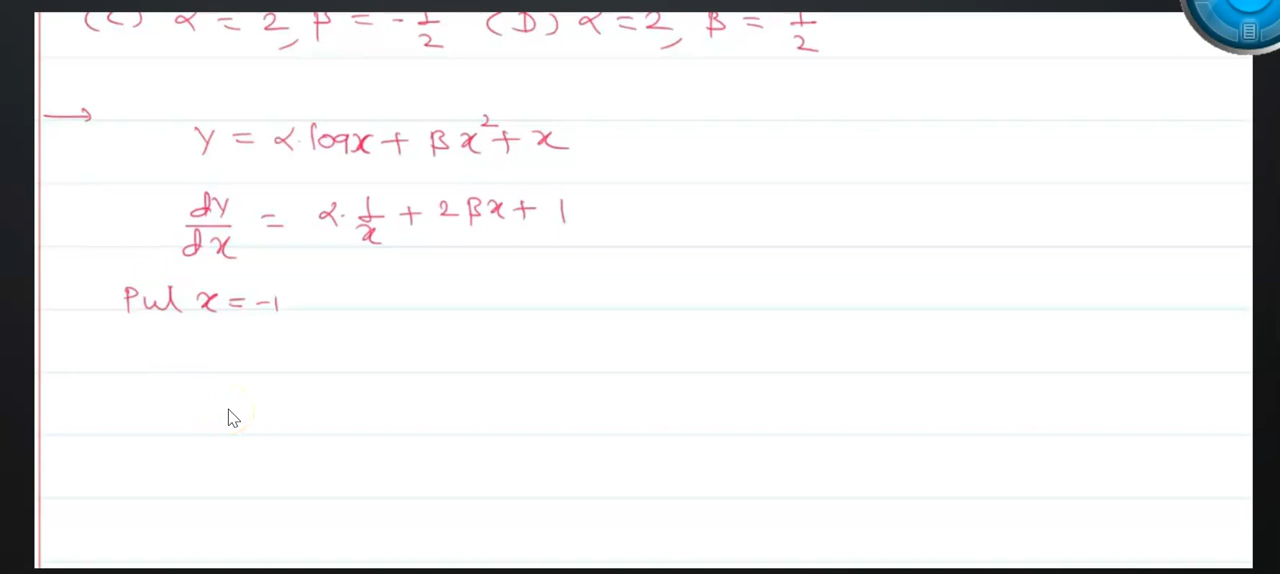 (C) α = 2, β = -1/2 (D) α = 2, β = 1/2
→ y = α. logx + βx² + x
dy/dx = α. 1/x + 2βx + 1
Put x = -1